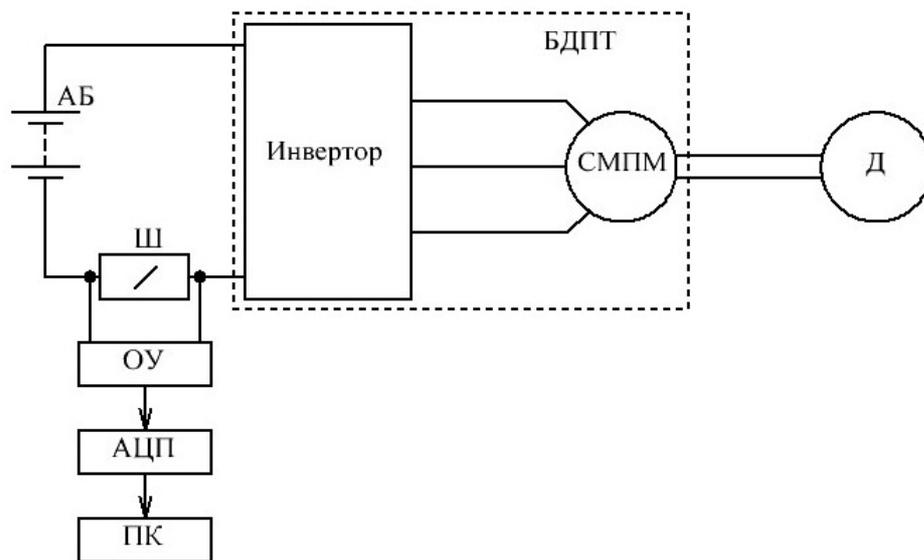 БДПТ
АБ
Инвертор
СМПМ
Д
Ш
ОУ
АЦП
ПК